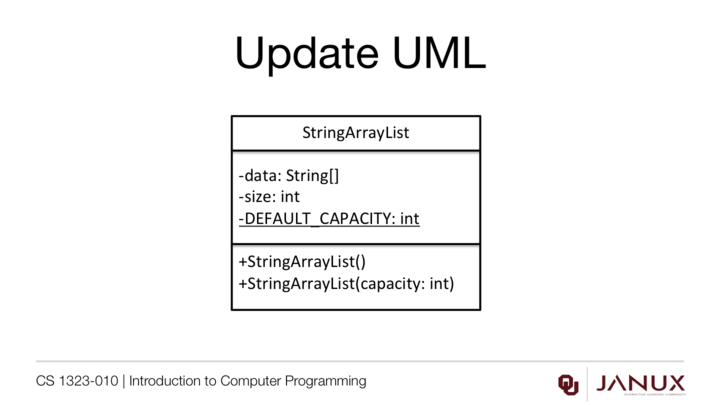 Update UML
StringArrayList
-data: String[]
-size: int
-DEFAULT_CAPACITY: int
+StringArrayList()
+StringArrayList(capacity: int)
CS 1323-010 | Introduction to Computer Programming
OU JANUX
INTERACTIVE LEARNING COMMUNITY